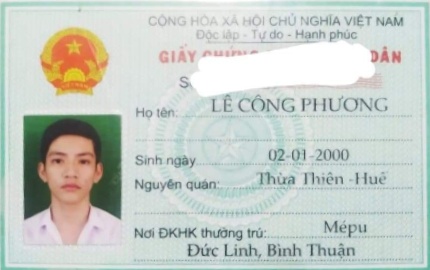 CỘNG HÒA XÃ HỘI CHỦ NGHĨA VIỆT NAM
Độc lập - Tự do - Hạnh phúc
GIẤY CHỨNG DÂN
S
Họ tên: LÊ CÔNG PHƯƠNG
Sinh ngày 02-01-2000
Nguyên quán: Thừa Thiên -Huế
Nơi ĐKHK thường trú: Mépu
Đức Linh, Bình Thuận